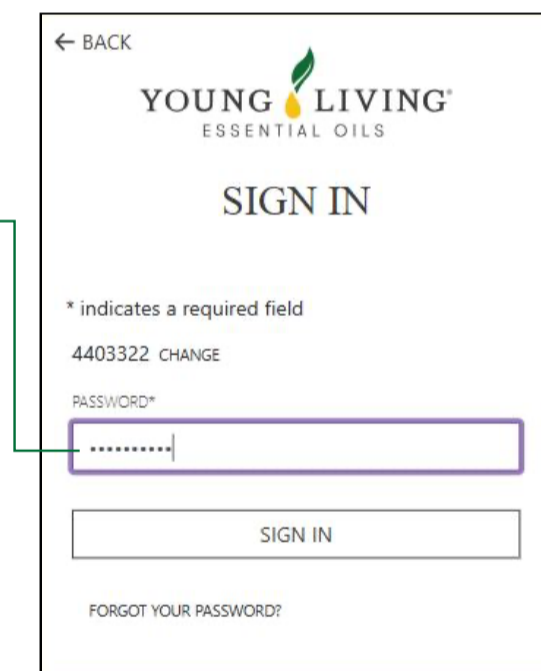 ← BACK
YOUNG LIVING®
ESSENTIAL OILS
SIGN IN
* indicates a required field
4403322 CHANGE
PASSWORD*
••••••••••
SIGN IN
FORGOT YOUR PASSWORD?